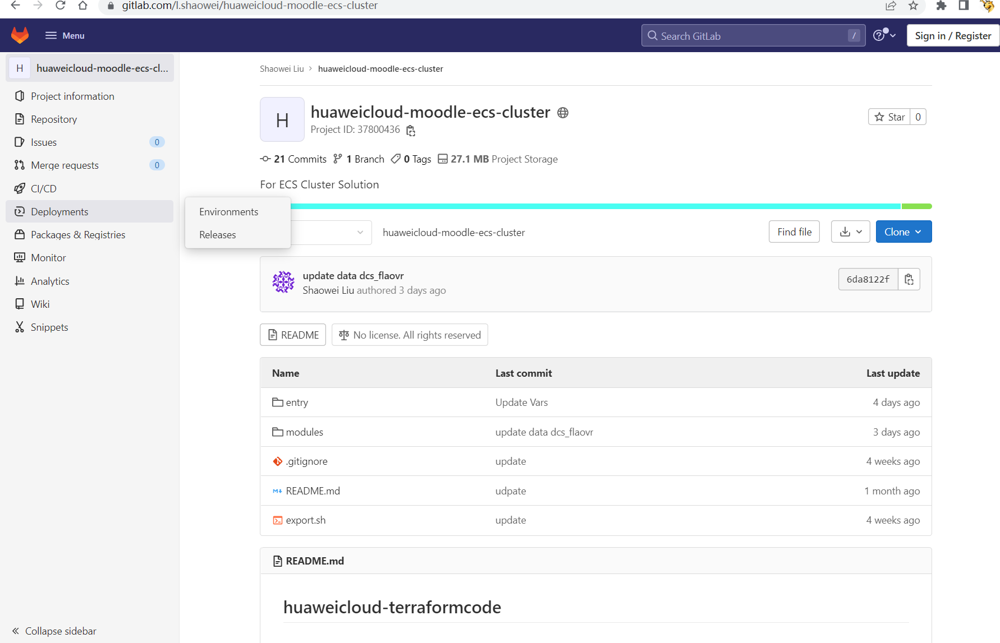 gitlab.com/l.shaowei/huaweicloud-moodle-ecs-cluster
Menu
Search GitLab
/
Sign in / Register
H
huaweicloud-moodle-ecs-cl...
Project information
Repository
Issues
0
Merge requests
0
CI/CD
Deployments
Packages & Registries
Monitor
Analytics
Wiki
Snippets
Collapse sidebar
Environments
Releases
Shaowei Liu
huaweicloud-moodle-ecs-cluster
H
huaweicloud-moodle-ecs-cluster
Project ID: 37800436
Star
0
21 Commits
1 Branch
0 Tags
27.1 MB Project Storage
For ECS Cluster Solution
huaweicloud-moodle-ecs-cluster
Find file
Clone
update data dcs_flaovr
Shaowei Liu authored 3 days ago
6da8122f
README
No license. All rights reserved
Name Last commit Last update
entry Update Vars 4 days ago
modules update data dcs_flaovr 3 days ago
.gitignore update 4 weeks ago
README.md udpate 1 month ago
export.sh update 4 weeks ago
README.md
huaweicloud-terraformcode